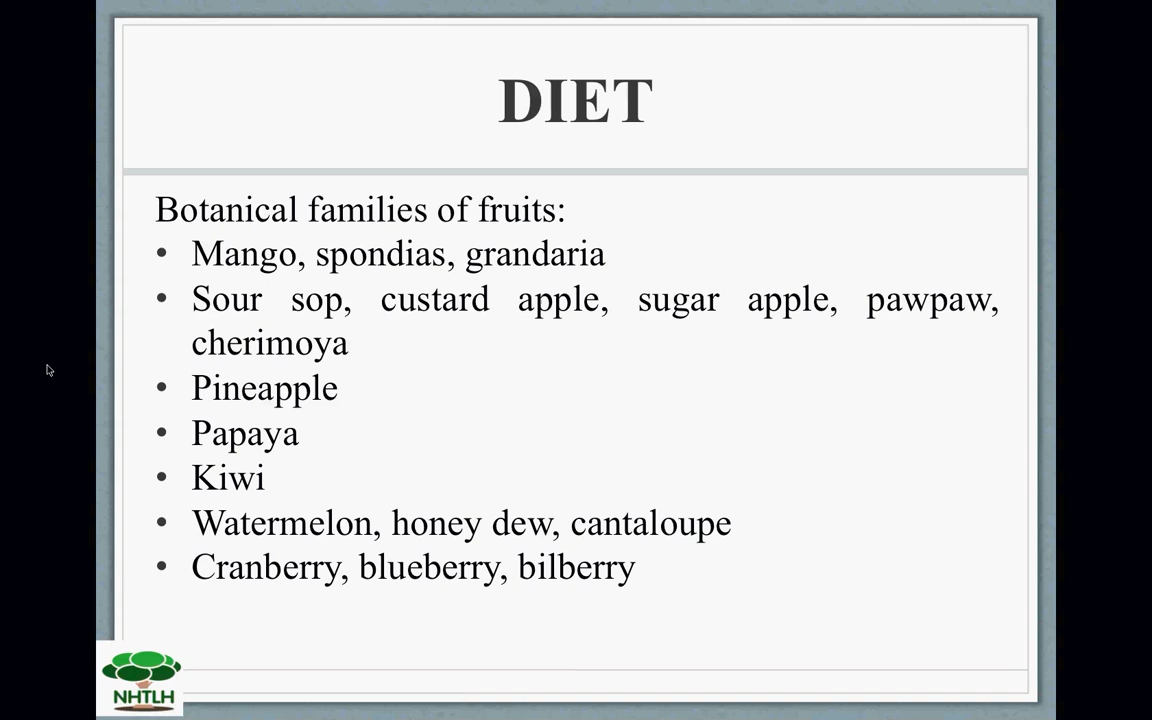 DIET
Botanical families of fruits:
• Mango, spondias, grandaria
• Sour sop, custard apple, sugar apple, pawpaw,
cherimoya
• Pineapple
• Papaya
• Kiwi
• Watermelon, honey dew, cantaloupe
• Cranberry, blueberry, bilberry
NHTLH